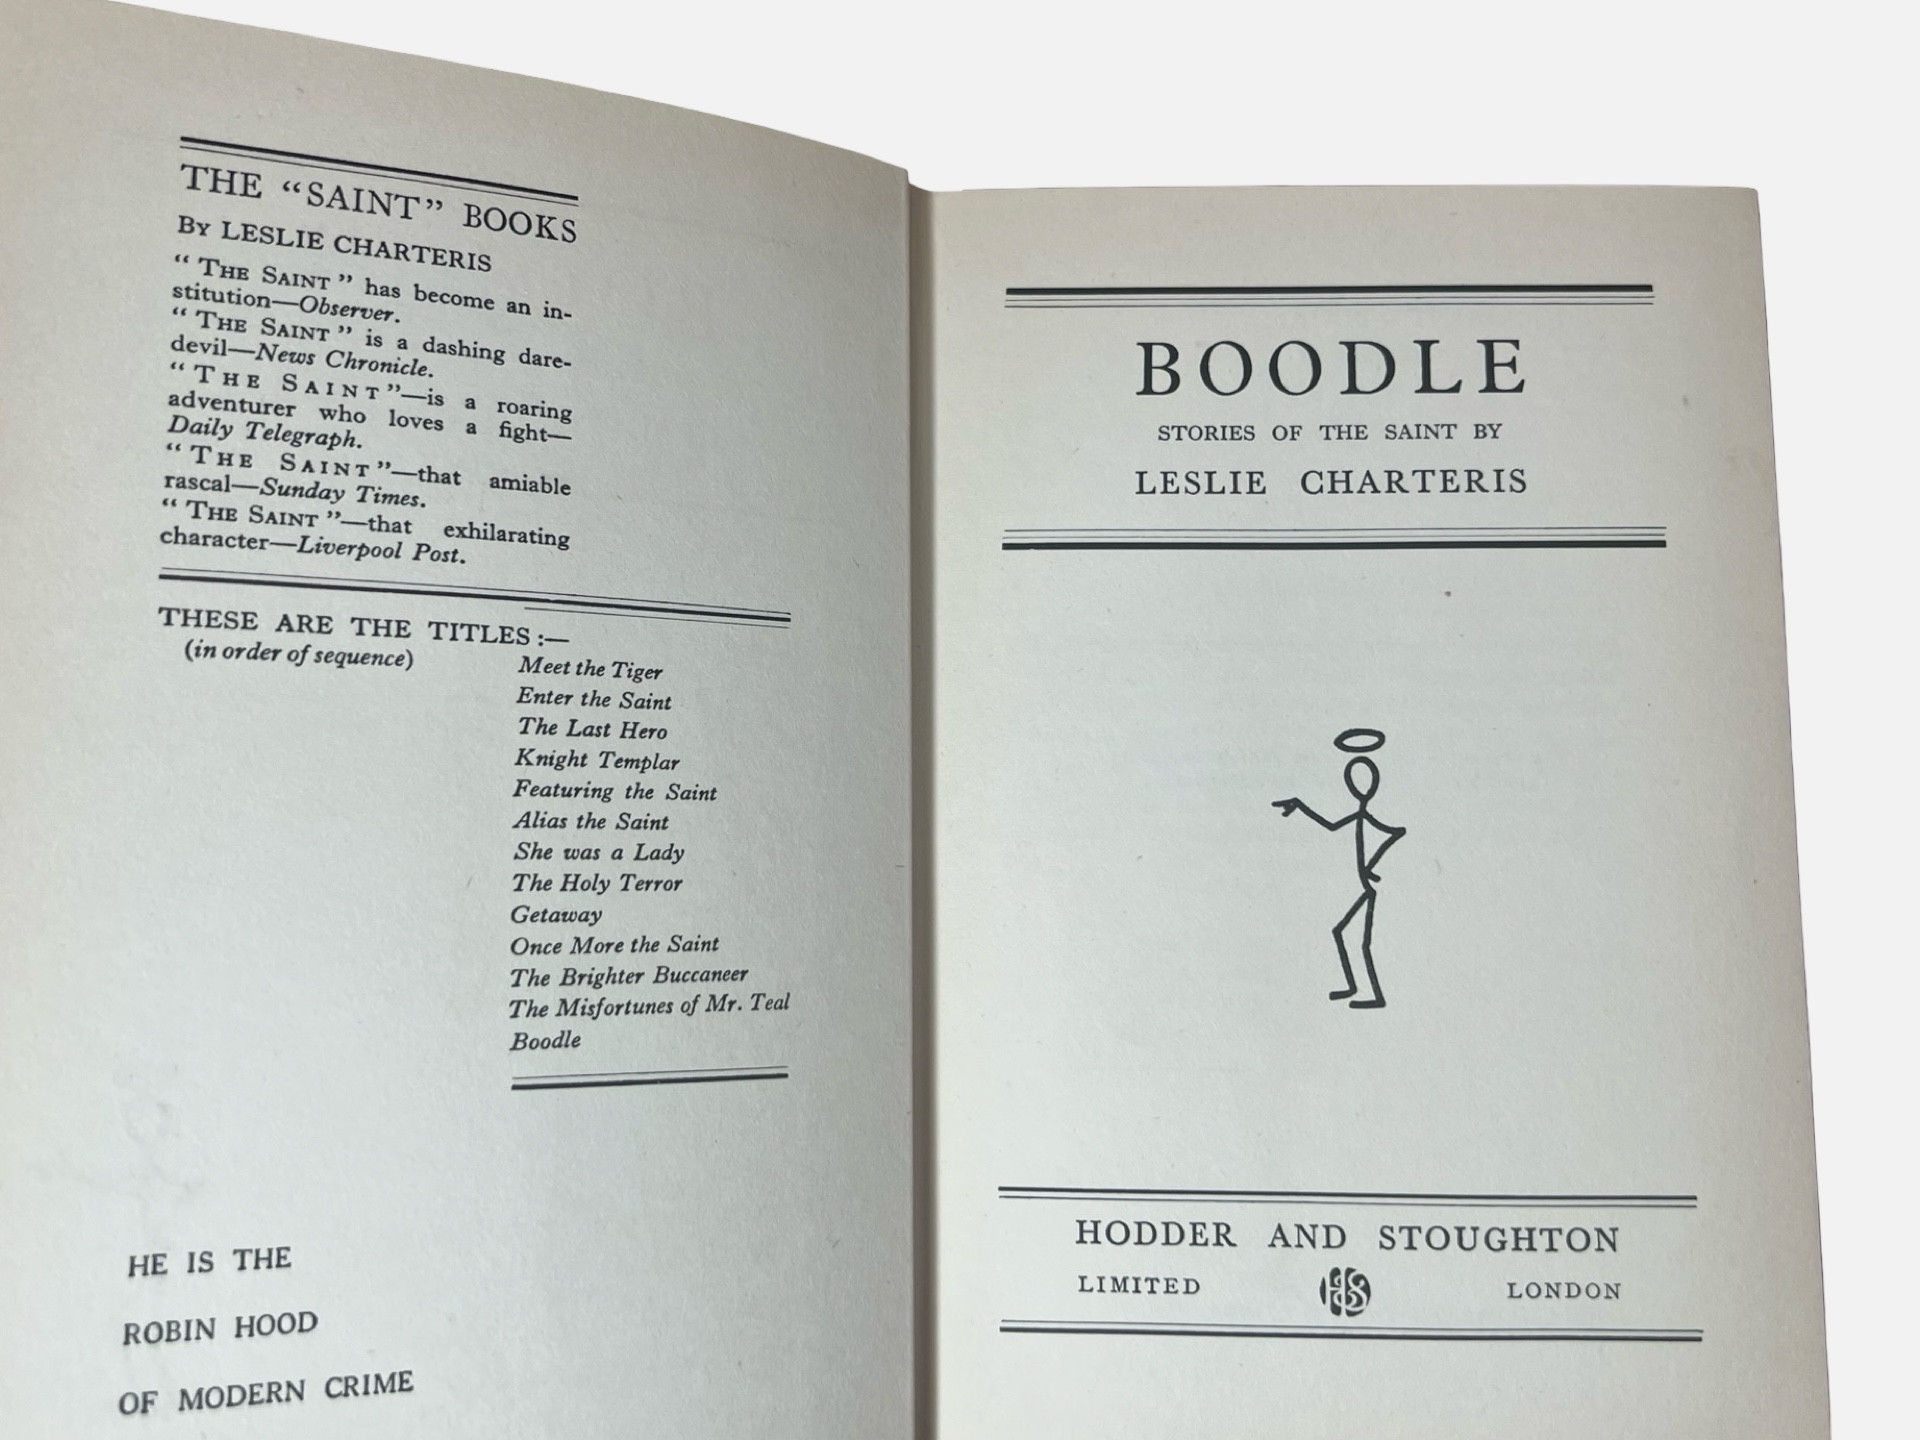 THE “SAINT” BOOKS
By LESLIE CHARTERIS
“ THE SAINT ” has become an in-
stitution—Observer.
“ THE SAINT ” is a dashing dare-
devil—News Chronicle.
“ THE SAINT ”—is a roaring
adventurer who loves a fight—
Daily Telegraph.
“ THE SAINT ”—that amiable
rascal—Sunday Times.
“ THE SAINT ”—that exhilarating
character—Liverpool Post.
THESE ARE THE TITLES :—
(in order of sequence)
Meet the Tiger
Enter the Saint
The Last Hero
Knight Templar
Featuring the Saint
Alias the Saint
She was a Lady
The Holy Terror
Getaway
Once More the Saint
The Brighter Buccaneer
The Misfortunes of Mr. Teal
Boodle
HE IS THE
ROBIN HOOD
OF MODERN CRIME
BOODLE
STORIES OF THE SAINT BY
LESLIE CHARTERIS
HODDER AND STOUGHTON
LIMITED H&S LONDON